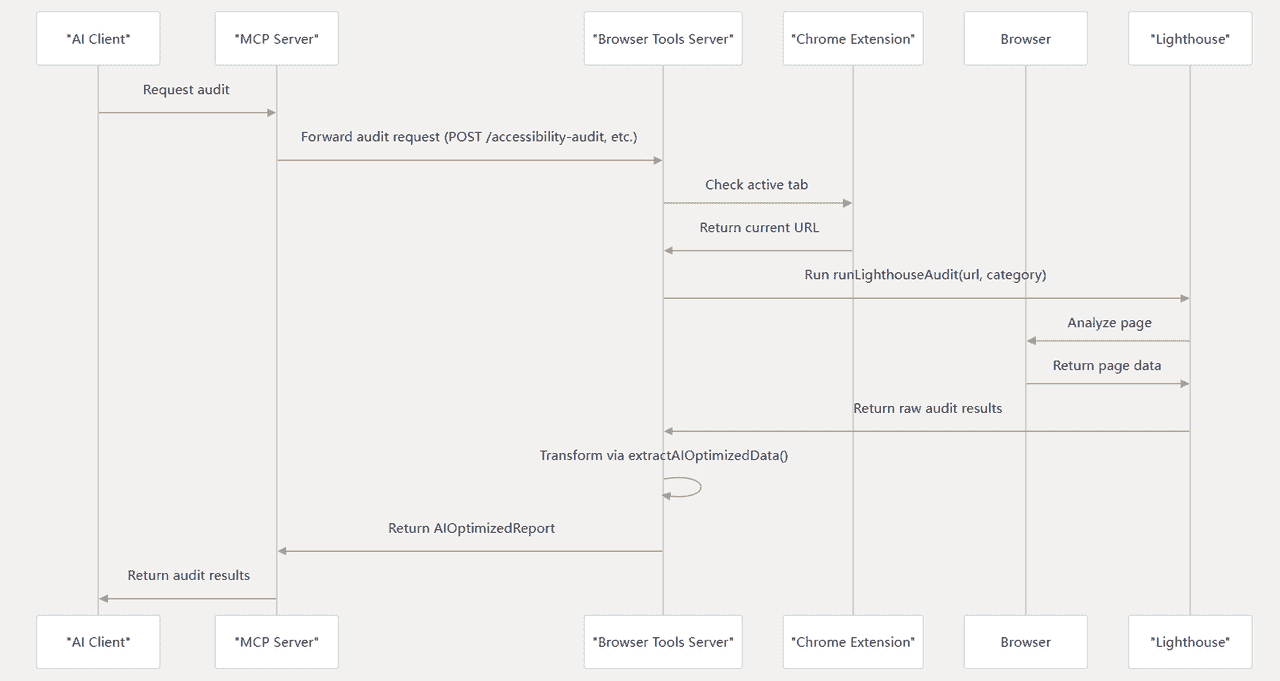 "AI Client"
"MCP Server"
"Browser Tools Server"
"Chrome Extension"
Browser
"Lighthouse"
Request audit
Forward audit request (POST /accessibility-audit, etc.)
Check active tab
Return current URL
Run runLighthouseAudit(url, category)
Analyze page
Return page data
Return raw audit results
Transform via extractAIOptimizedData()
Return AIOptimizedReport
Return audit results
"AI Client"
"MCP Server"
"Browser Tools Server"
"Chrome Extension"
Browser
"Lighthouse"